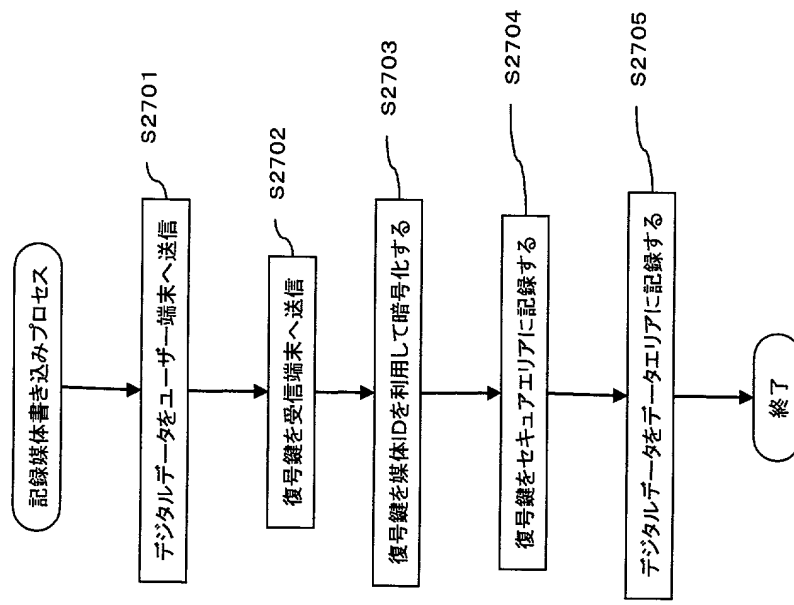 記録媒体書き込みプロセス
デジタルデータをユーザー端末へ送信
S2701
復号鍵を受信端末へ送信
S2702
復号鍵を媒体IDを利用して暗号化する
S2703
復号鍵をセキュアエリアに記録する
S2704
デジタルデータをデータエリアに記録する
S2705
終了